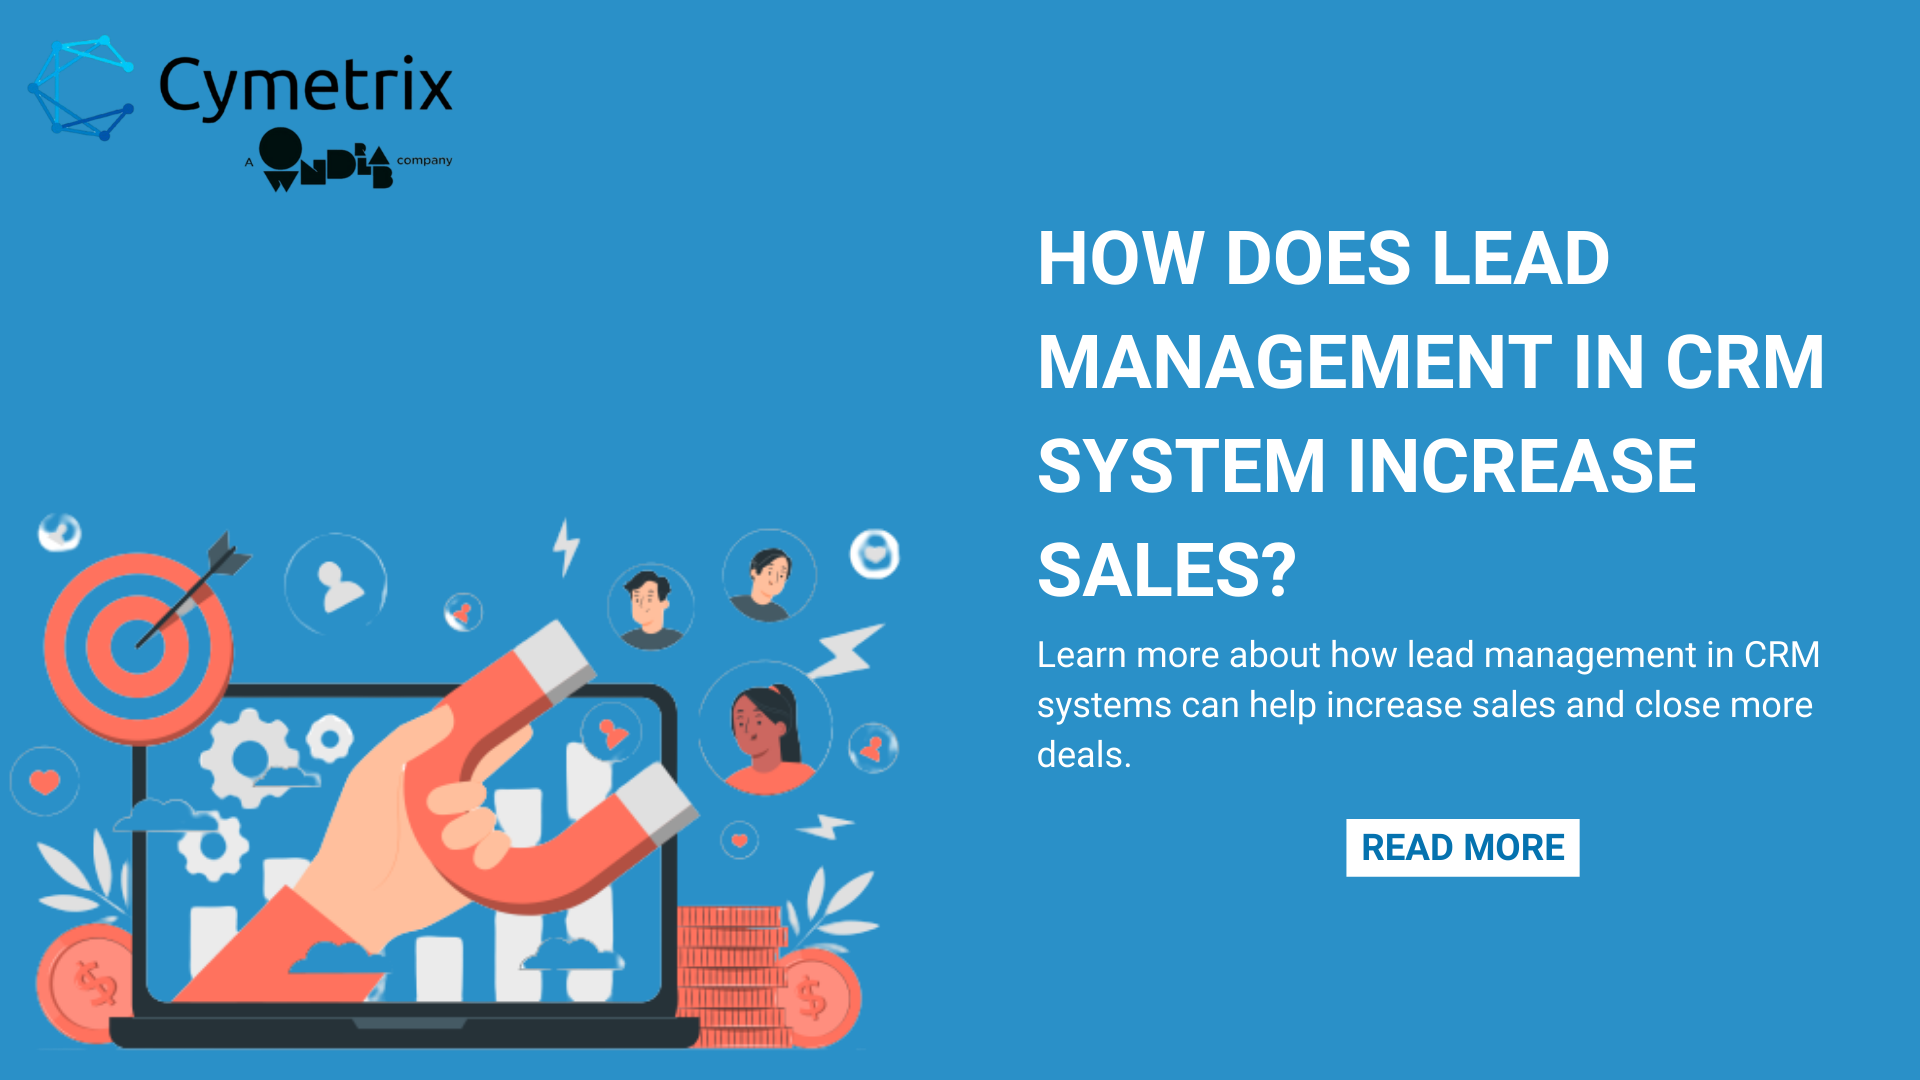 Cymetrix
A WONDRLAB company
HOW DOES LEAD
MANAGEMENT IN CRM
SYSTEM INCREASE
SALES?
Learn more about how lead management in CRM
systems can help increase sales and close more
deals.
READ MORE
$
$